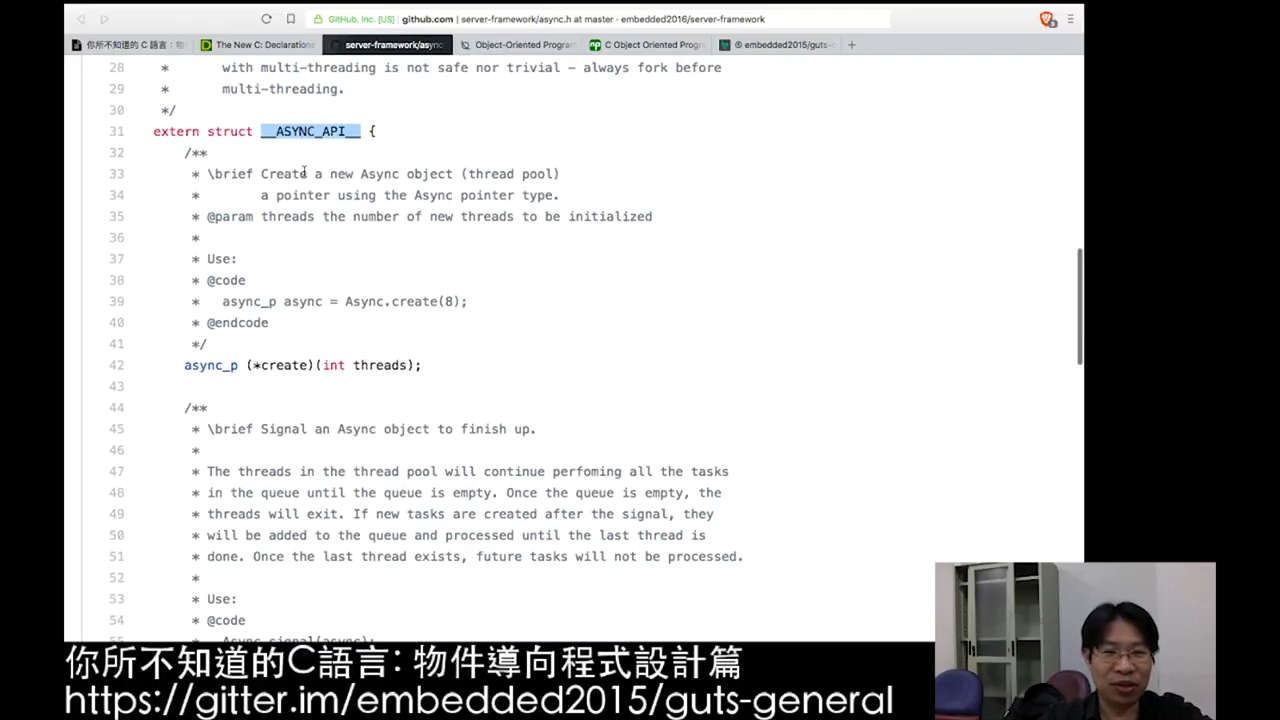 GitHub, Inc. [US] github.com | server-framework/async.h at master · embedded2016/server-framework
你所不知道的 C 語言: 物
The New C: Declarations
server-framework/async
Object-Oriented Program
C Object Oriented Progr
embedded2015/guts-
28 * with multi-threading is not safe nor trivial - always fork before
29 * multi-threading.
30 */
31 extern struct __ASYNC_API__ {
32 /**
33 * \brief Create a new Async object (thread pool)
34 * a pointer using the Async pointer type.
35 * @param threads the number of new threads to be initialized
36 *
37 * Use:
38 * @code
39 * async_p async = Async.create(8);
40 * @endcode
41 */
42 async_p (*create)(int threads);
43
44 /**
45 * \brief Signal an Async object to finish up.
46 *
47 * The threads in the thread pool will continue perfoming all the tasks
48 * in the queue until the queue is empty. Once the queue is empty, the
49 * threads will exit. If new tasks are created after the signal, they
50 * will be added to the queue and processed until the last thread is
51 * done. Once the last thread exists, future tasks will not be processed.
52 *
53 * Use:
54 * @code
55 Async.signal(async);
你所不知道的C語言: 物件導向程式設計篇
https://gitter.im/embedded2015/guts-general